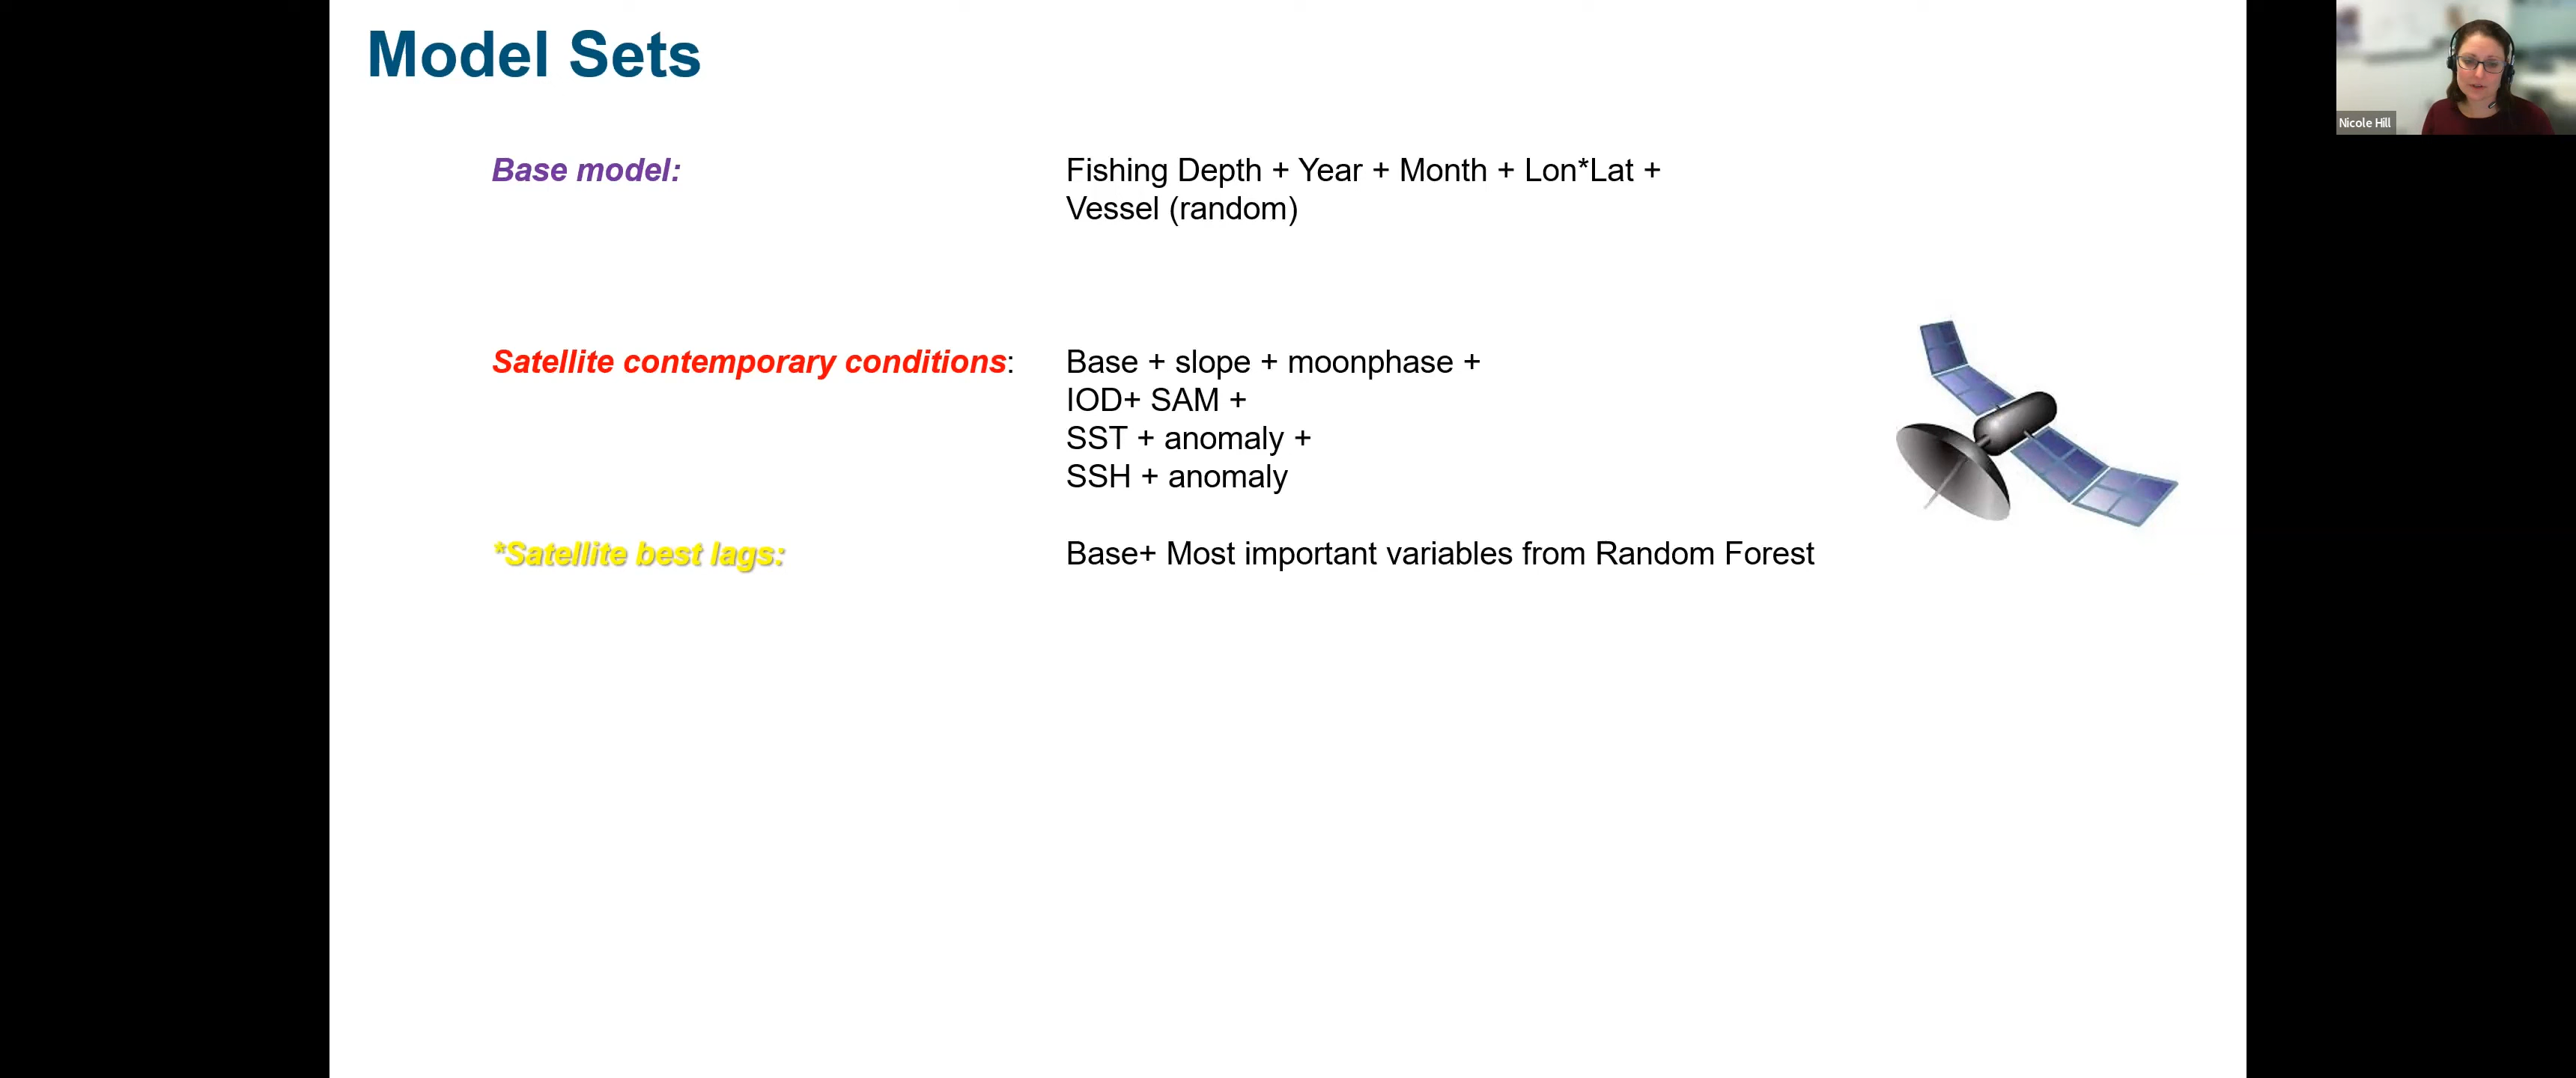 Model Sets
Nicole Hill
Base model:
Fishing Depth + Year + Month + Lon*Lat +
Vessel (random)
Satellite contemporary conditions:
Base + slope + moonphase +
IOD+ SAM +
SST + anomaly +
SSH + anomaly
*Satellite best lags:
Base+ Most important variables from Random Forest